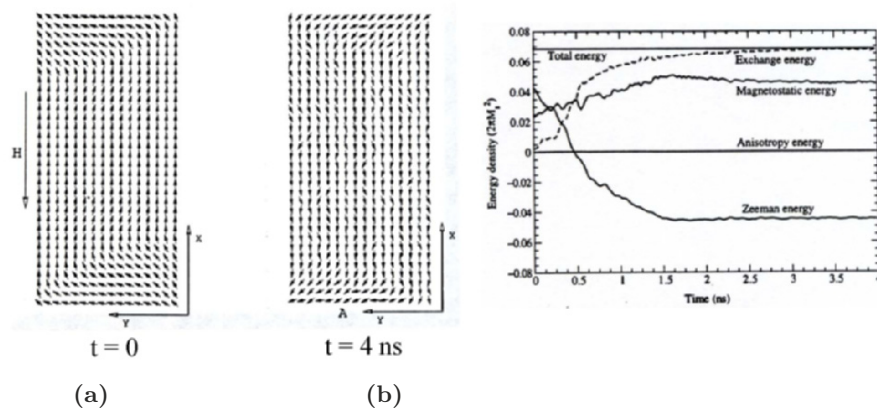 H
X
Y
t = 0
(a)
X
A
Y
t = 4 ns
(b)
Energy density (2πMs²)
0.08
0.06
0.04
0.02
0
−0.02
−0.04
−0.06
−0.08
Total energy
Exchange energy
Magnetostatic energy
Anisotropy energy
Zeeman energy
0
0.5
1
1.5
2
2.5
3
3.5
4
Time (ns)